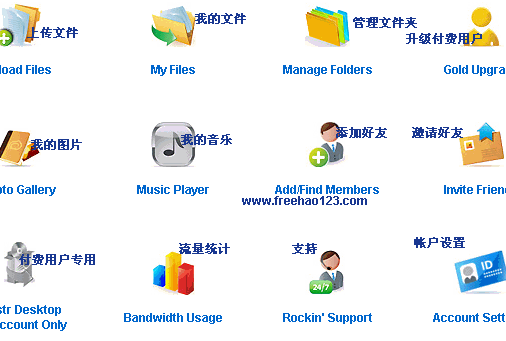 上传文件
我的文件
管理文件夹
升级付费用户
load Files
My Files
Manage Folders
Gold Upgra
我的图片
我的音乐
添加好友
邀请好友
oto Gallery
Music Player
Add/Find Members
Invite Frien
www.freehao123.com
付费用户专用
流量统计
支持
帐户设置
24/7
ID
str Desktop
ccount Only
Bandwidth Usage
Rockin' Support
Account Sett